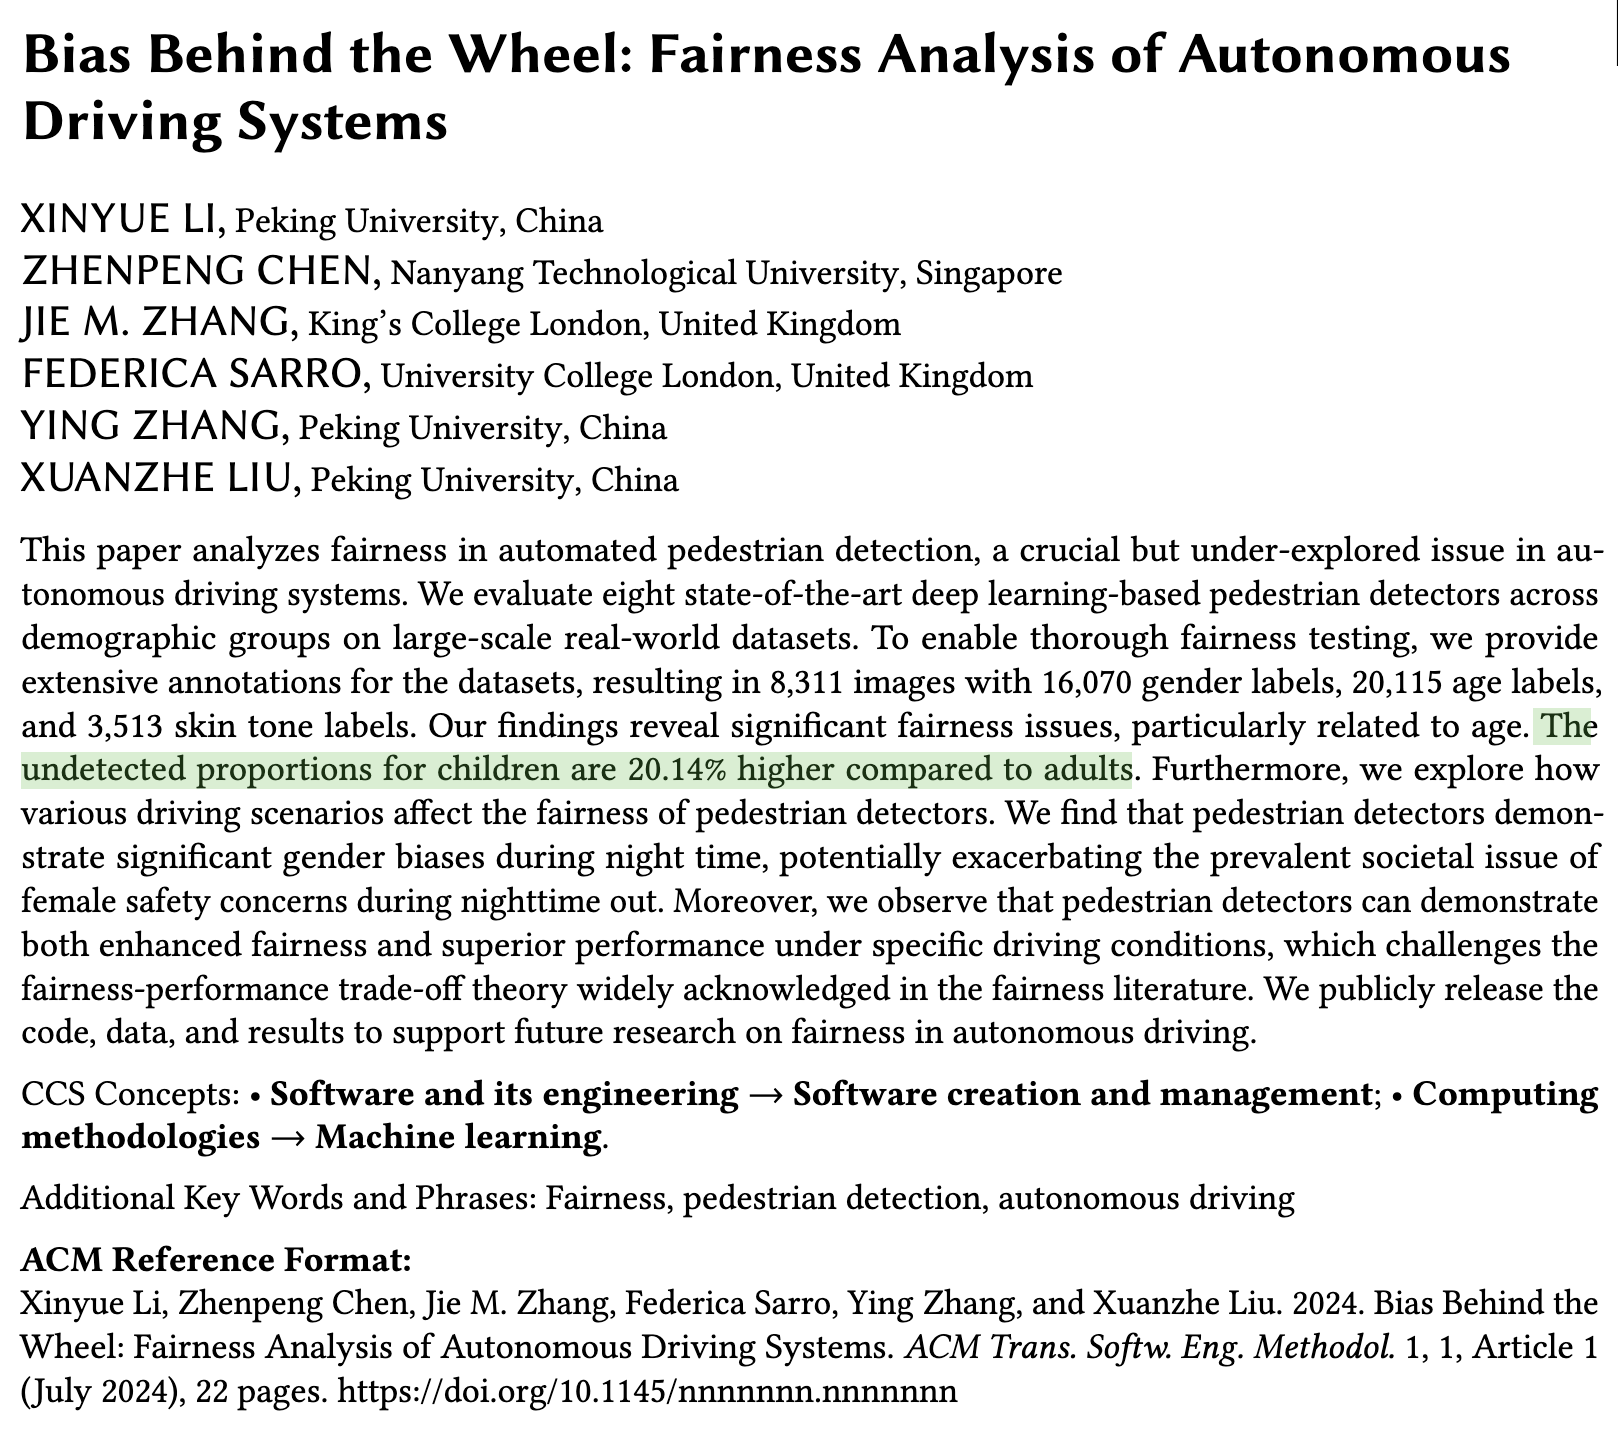 Bias Behind the Wheel: Fairness Analysis of Autonomous
Driving Systems
XINYUE LI, Peking University, China
ZHENPENG CHEN, Nanyang Technological University, Singapore
JIE M. ZHANG, King's College London, United Kingdom
FEDERICA SARRO, University College London, United Kingdom
YING ZHANG, Peking University, China
XUANZHE LIU, Peking University, China
This paper analyzes fairness in automated pedestrian detection, a crucial but under-explored issue in au-
tonomous driving systems. We evaluate eight state-of-the-art deep learning-based pedestrian detectors across
demographic groups on large-scale real-world datasets. To enable thorough fairness testing, we provide
extensive annotations for the datasets, resulting in 8,311 images with 16,070 gender labels, 20,115 age labels,
and 3,513 skin tone labels. Our findings reveal significant fairness issues, particularly related to age. The
undetected proportions for children are 20.14% higher compared to adults. Furthermore, we explore how
various driving scenarios affect the fairness of pedestrian detectors. We find that pedestrian detectors demon-
strate significant gender biases during night time, potentially exacerbating the prevalent societal issue of
female safety concerns during nighttime out. Moreover, we observe that pedestrian detectors can demonstrate
both enhanced fairness and superior performance under specific driving conditions, which challenges the
fairness-performance trade-off theory widely acknowledged in the fairness literature. We publicly release the
code, data, and results to support future research on fairness in autonomous driving.
CCS Concepts: • Software and its engineering → Software creation and management; • Computing
methodologies → Machine learning.
Additional Key Words and Phrases: Fairness, pedestrian detection, autonomous driving
ACM Reference Format:
Xinyue Li, Zhenpeng Chen, Jie M. Zhang, Federica Sarro, Ying Zhang, and Xuanzhe Liu. 2024. Bias Behind the
Wheel: Fairness Analysis of Autonomous Driving Systems. ACM Trans. Softw. Eng. Methodol. 1, 1, Article 1
(July 2024), 22 pages. https://doi.org/10.1145/nnnnnnn.nnnnnnn